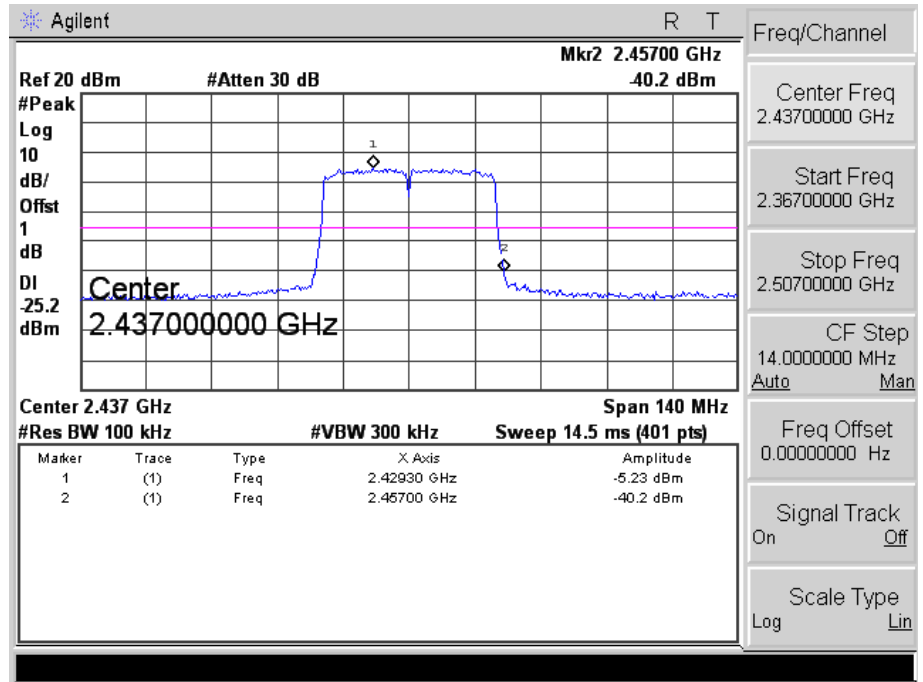 Agilent R T
Mkr2 2.45700 GHz
Ref 20 dBm #Atten 30 dB -40.2 dBm
#Peak
Log
10
dB/
Offst
1
dB
DI
-25.2
dBm
1
2
Center
2.437000000 GHz
Center 2.437 GHz Span 140 MHz
#Res BW 100 kHz #VBW 300 kHz Sweep 14.5 ms (401 pts)
Marker Trace Type X Axis Amplitude
1 (1) Freq 2.42930 GHz -5.23 dBm
2 (1) Freq 2.45700 GHz -40.2 dBm
Freq/Channel
Center Freq
2.43700000 GHz
Start Freq
2.36700000 GHz
Stop Freq
2.50700000 GHz
CF Step
14.0000000 MHz
Auto Man
Freq Offset
0.00000000 Hz
Signal Track
On Off
Scale Type
Log Lin